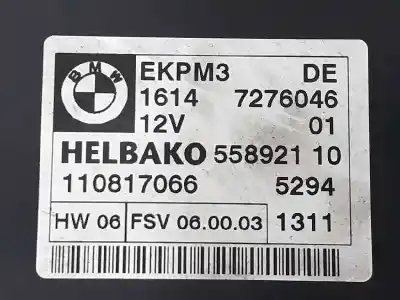 BMW
EKPM3 DE
1614 7276046
12V 01
HELBAKO 558921 10
110817066 5294
HW 06 FSV 06.00.03 1311